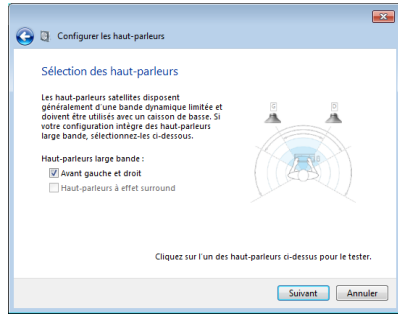 Configurer les haut-parleurs
Sélection des haut-parleurs
Les haut-parleurs satellites disposent
généralement d'une bande dynamique limitée et
doivent être utilisés avec un caisson de basse. Si
votre configuration intègre des haut-parleurs
large bande, sélectionnez-les ci-dessous.
Haut-parleurs large bande :
Avant gauche et droit
Haut-parleurs à effet surround
Cliquez sur l'un des haut-parleurs ci-dessus pour le tester.
Suivant
Annuler